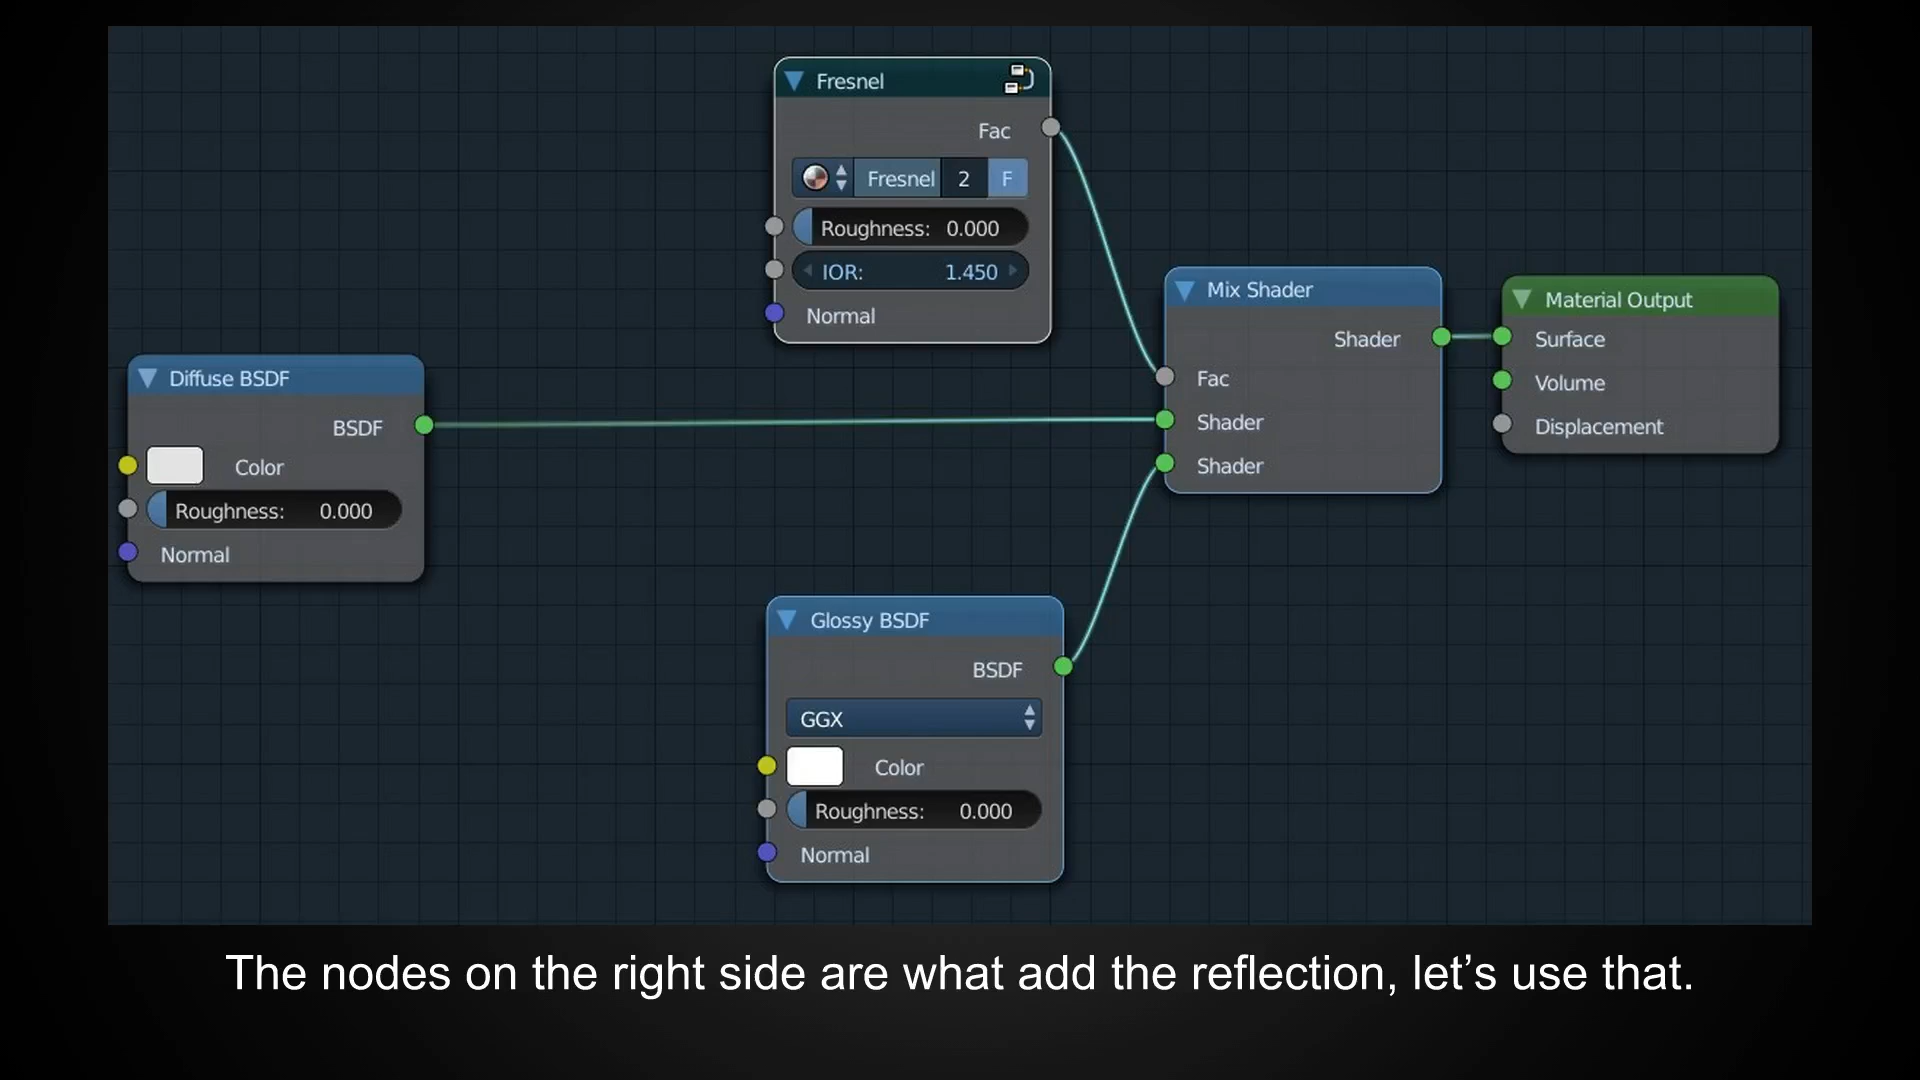 Fresnel
Fac
Fresnel 2 F
Roughness: 0.000
IOR: 1.450
Normal
Diffuse BSDF
BSDF
Color
Roughness: 0.000
Normal
Glossy BSDF
BSDF
GGX
Color
Roughness: 0.000
Normal
Mix Shader
Shader
Fac
Shader
Shader
Material Output
Surface
Volume
Displacement
The nodes on the right side are what add the reflection, let’s use that.